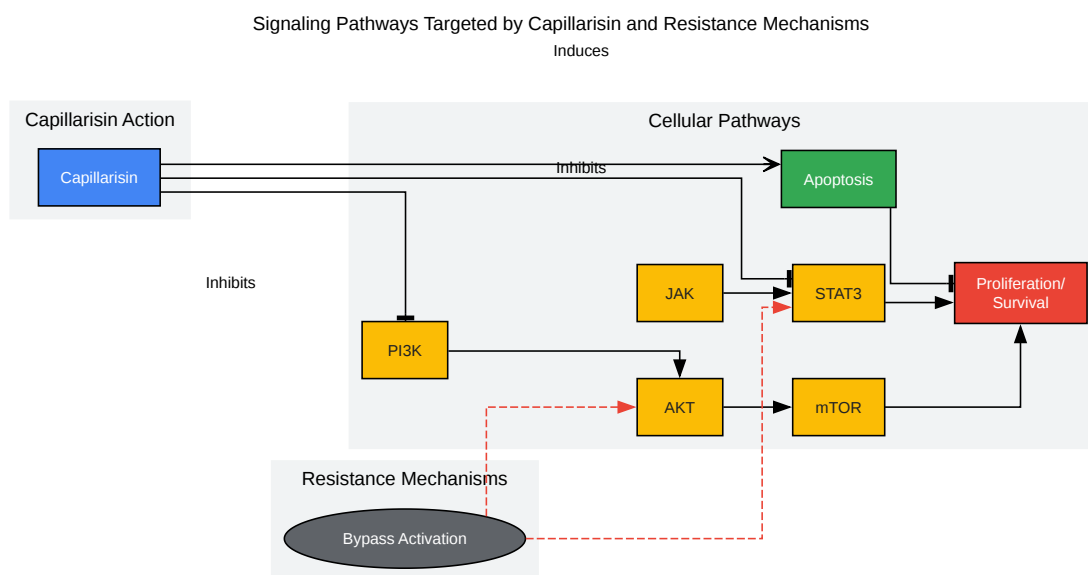 Signaling Pathways Targeted by Capillarisin and Resistance Mechanisms
Induces
Capillarisin Action
Cellular Pathways
Capillarisin
Inhibits
Apoptosis
Inhibits
JAK
STAT3
Proliferation/
Survival
PI3K
AKT
mTOR
Resistance Mechanisms
Bypass Activation